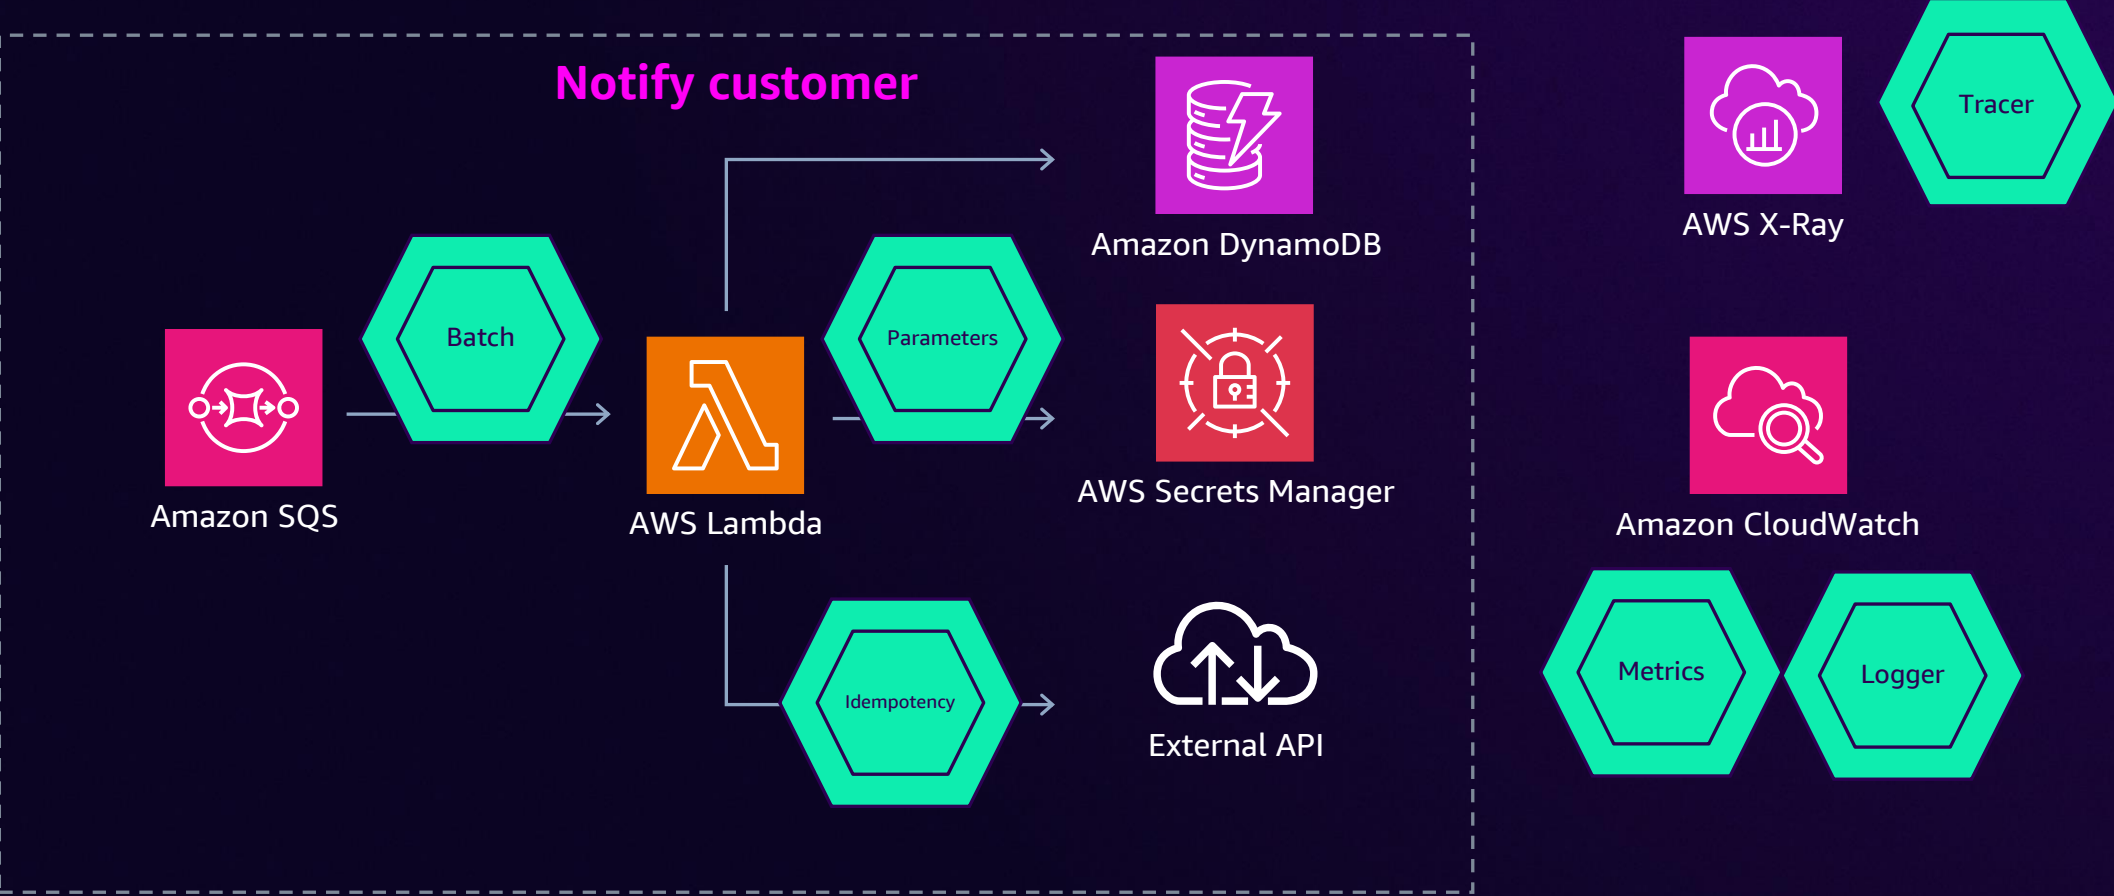 Notify customer
Tracer
AWS X-Ray
Amazon DynamoDB
Batch
Parameters
Amazon SQS
AWS Lambda
AWS Secrets Manager
Amazon CloudWatch
Idempotency
External API
Metrics
Logger